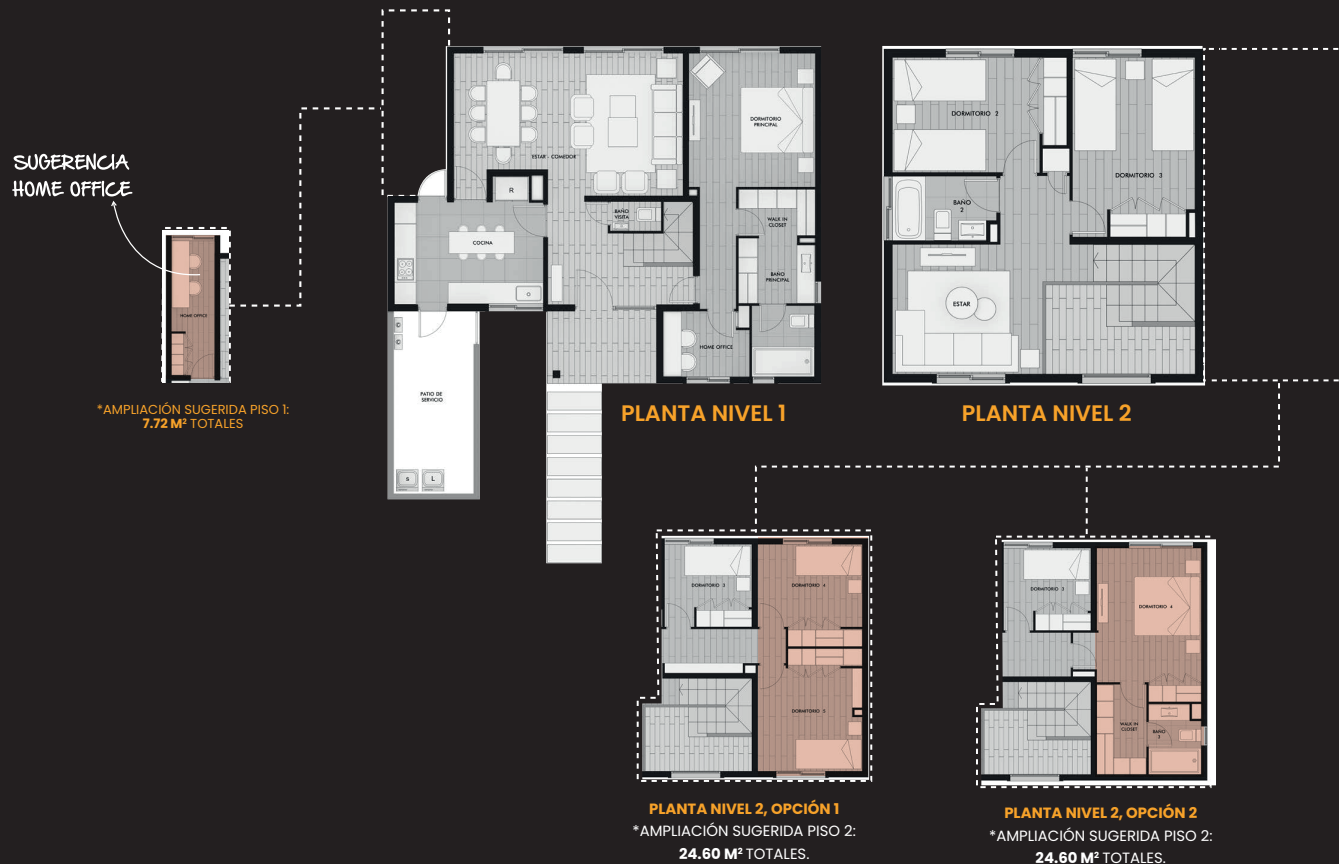 SUGERENCIA
HOME OFFICE
HOME OFFICE
*AMPLIACIÓN SUGERIDA PISO 1:
7.72 M² TOTALES
ESTAR - COMEDOR
DORMITORIO
PRINCIPAL
R
BAÑO
VISITA
WALK IN
CLOSET
COCINA
BAÑO
PRINCIPAL
HOME OFFICE
PATIO DE
SERVICIO
S
L
PLANTA NIVEL 1
DORMITORIO 2
DORMITORIO 3
BAÑO
2
ESTAR
PLANTA NIVEL 2
DORMITORIO 3
DORMITORIO 4
DORMITORIO 5
PLANTA NIVEL 2, OPCIÓN 1
*AMPLIACIÓN SUGERIDA PISO 2:
24.60 M² TOTALES.
DORMITORIO 3
DORMITORIO 4
WALK IN
CLOSET
BAÑO
3
PLANTA NIVEL 2, OPCIÓN 2
*AMPLIACIÓN SUGERIDA PISO 2:
24.60 M² TOTALES.